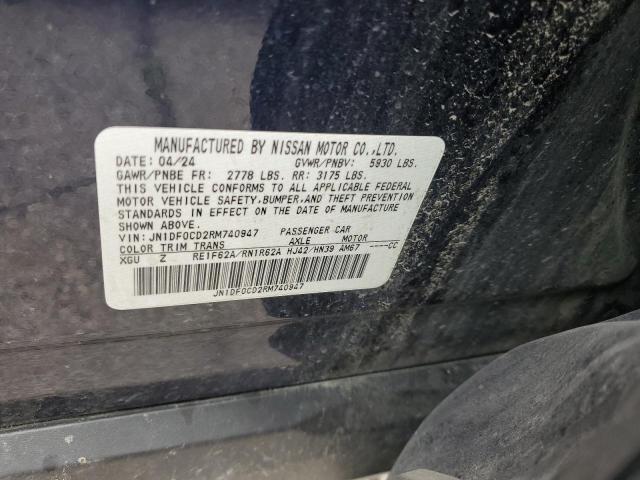 MANUFACTURED BY NISSAN MOTOR CO.,LTD.
DATE: 04/24 GVWR/PNBV: 5930 LBS.
GAWR/PNBE FR: 2778 LBS. RR: 3175 LBS.
THIS VEHICLE CONFORMS TO ALL APPLICABLE FEDERAL
MOTOR VEHICLE SAFETY, BUMPER, AND THEFT PREVENTION
STANDARDS IN EFFECT ON THE DATE OF MANUFACTURE
SHOWN ABOVE.
VIN: JN1DF0CD2RM740947 PASSENGER CAR
COLOR TRIM TRANS AXLE MOTOR
XGU Z RE1F62A/RN1R62A HJ42/HN39 AM67 ----CC
JN1DF0CD2RM740947